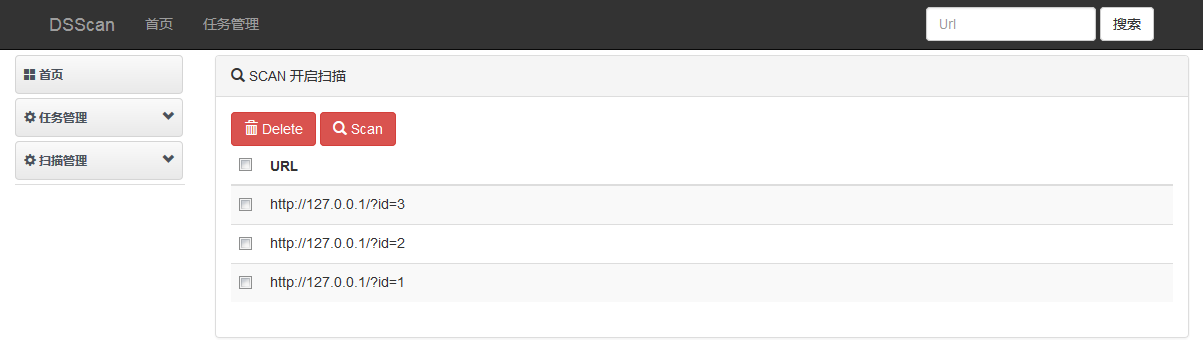 DSScan 首页 任务管理 Url 搜索
首页
任务管理
扫描管理
SCAN 开启扫描
Delete Scan
URL
http://127.0.0.1/?id=3
http://127.0.0.1/?id=2
http://127.0.0.1/?id=1